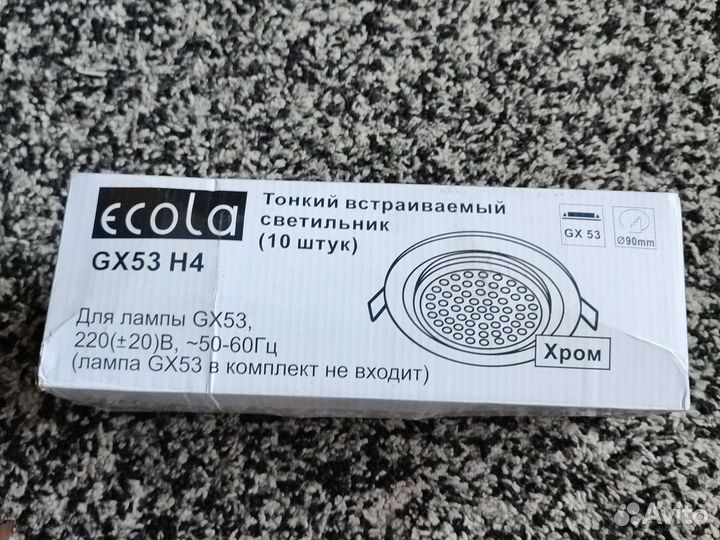 ecola
GX53 H4
Тонкий встраиваемый
светильник
(10 штук)
GX 53
Ø90mm
Для лампы GX53,
220(±20)В, ~50-60Гц
(лампа GX53 в комплект не входит)
Хром
Avito